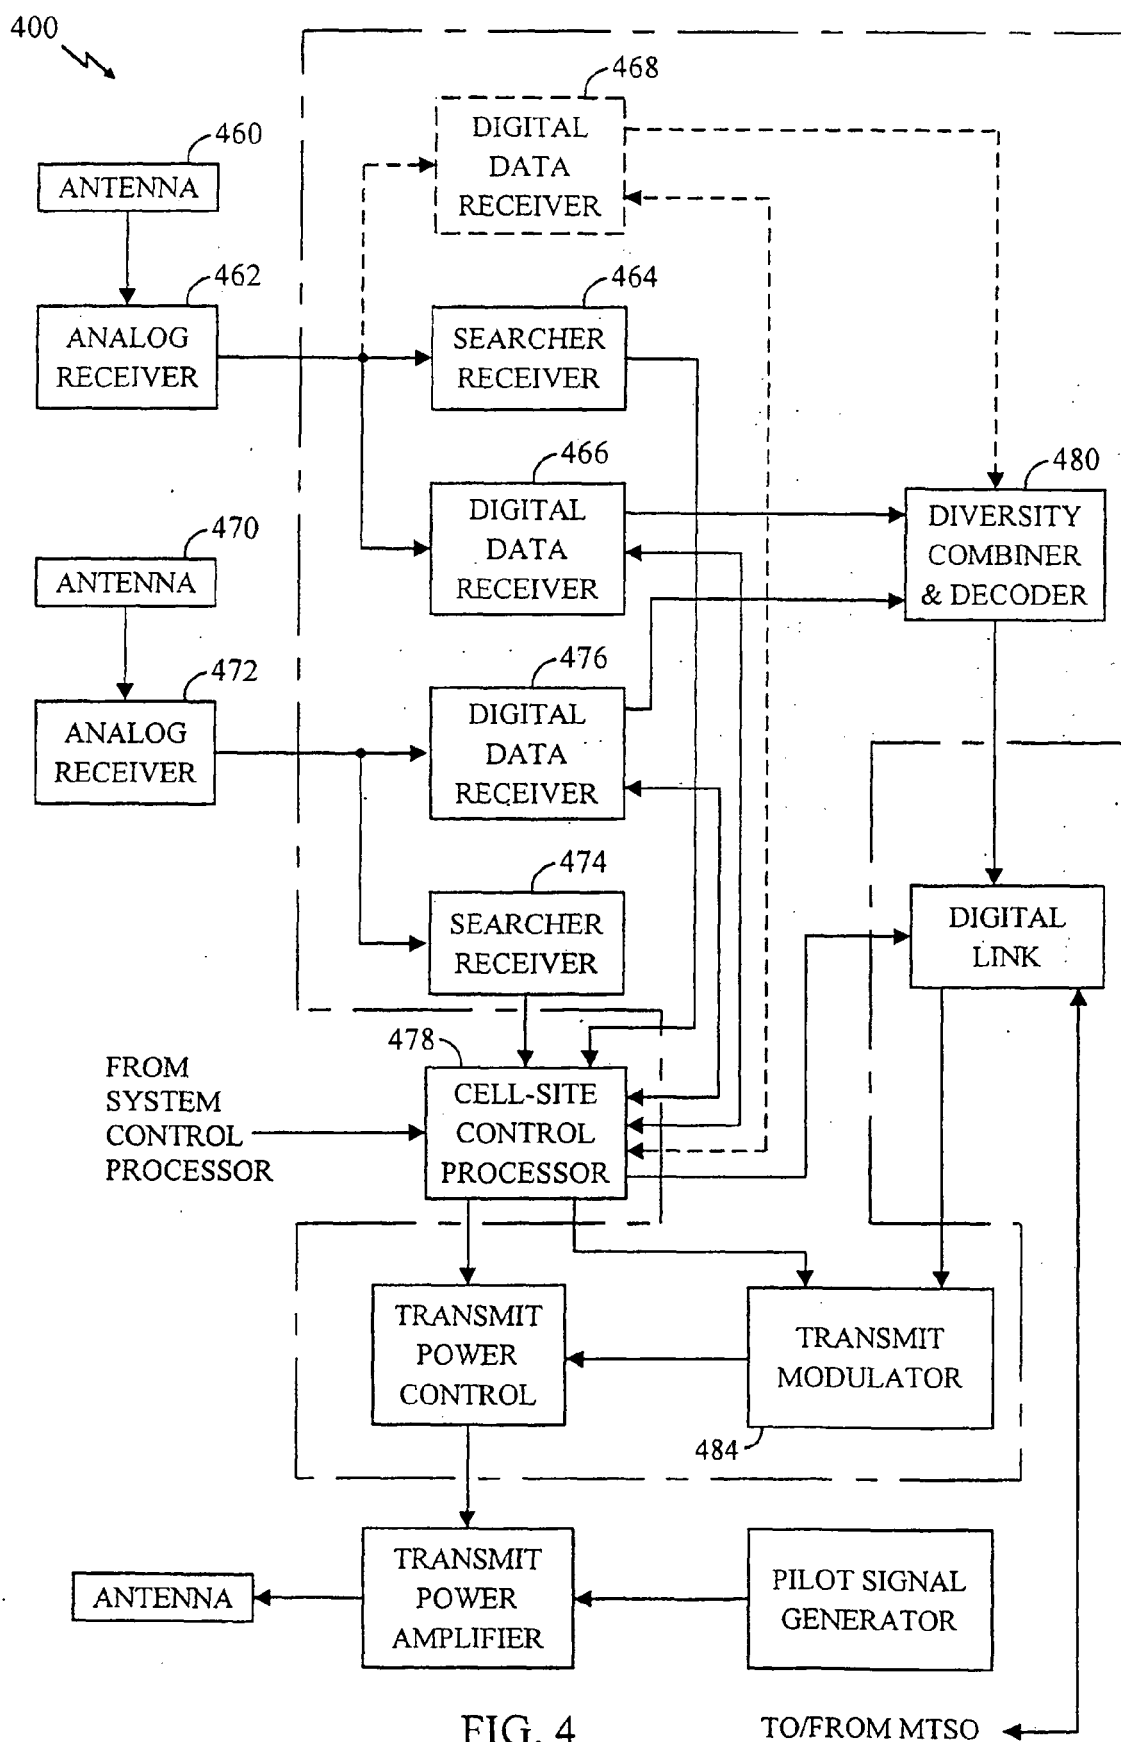 400
468
DIGITAL
DATA
RECEIVER
460
ANTENNA
462
ANALOG
RECEIVER
464
SEARCHER
RECEIVER
466
DIGITAL
DATA
RECEIVER
480
DIVERSITY
COMBINER
& DECODER
470
ANTENNA
472
ANALOG
RECEIVER
476
DIGITAL
DATA
RECEIVER
474
SEARCHER
RECEIVER
DIGITAL
LINK
478
CELL-SITE
CONTROL
PROCESSOR
FROM
SYSTEM
CONTROL
PROCESSOR
TRANSMIT
POWER
CONTROL
TRANSMIT
MODULATOR
484
TRANSMIT
POWER
AMPLIFIER
ANTENNA
PILOT SIGNAL
GENERATOR
FIG. 4
TO/FROM MTSO